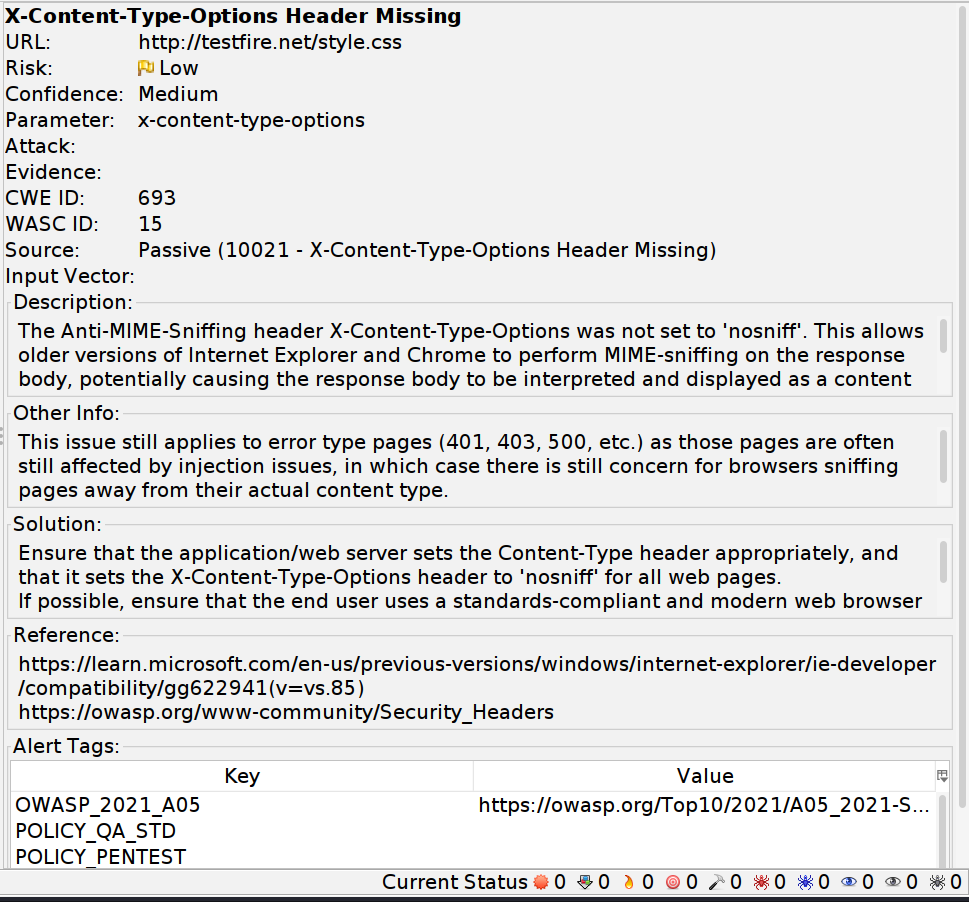 X-Content-Type-Options Header Missing
URL: http://testfire.net/style.css
Risk: Low
Confidence: Medium
Parameter: x-content-type-options
Attack:
Evidence:
CWE ID: 693
WASC ID: 15
Source: Passive (10021 - X-Content-Type-Options Header Missing)
Input Vector:
Description:
The Anti-MIME-Sniffing header X-Content-Type-Options was not set to 'nosniff'. This allows
older versions of Internet Explorer and Chrome to perform MIME-sniffing on the response
body, potentially causing the response body to be interpreted and displayed as a content
Other Info:
This issue still applies to error type pages (401, 403, 500, etc.) as those pages are often
still affected by injection issues, in which case there is still concern for browsers sniffing
pages away from their actual content type.
Solution:
Ensure that the application/web server sets the Content-Type header appropriately, and
that it sets the X-Content-Type-Options header to 'nosniff' for all web pages.
If possible, ensure that the end user uses a standards-compliant and modern web browser
Reference:
https://learn.microsoft.com/en-us/previous-versions/windows/internet-explorer/ie-developer
/compatibility/gg622941(v=vs.85)
https://owasp.org/www-community/Security_Headers
Alert Tags:
Key Value
OWASP_2021_A05 https://owasp.org/Top10/2021/A05_2021-S...
POLICY_QA_STD
POLICY_PENTEST
Current Status 0 0 0 0 0 0 0 0 0 0